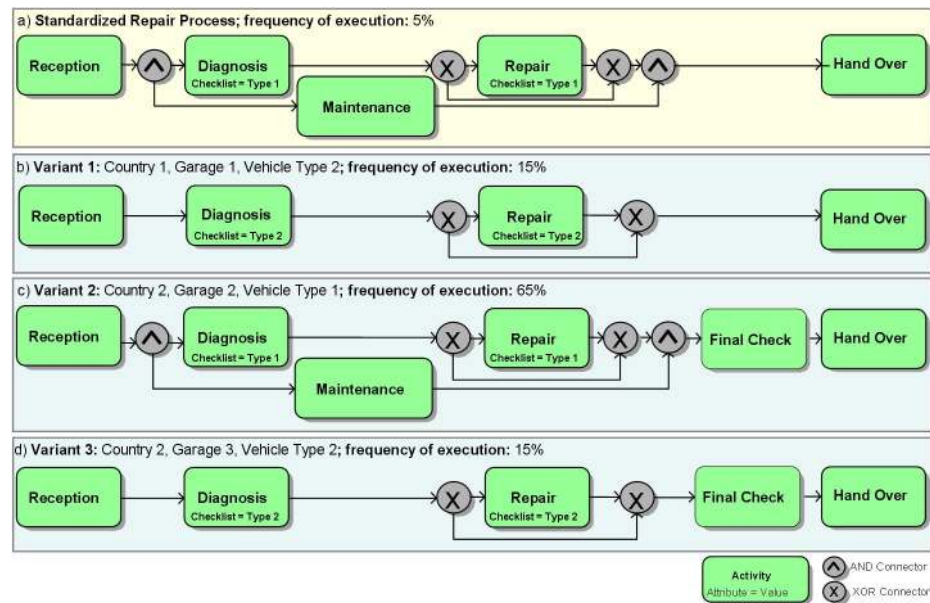 a) Standardized Repair Process; frequency of execution: 5%
Reception
Diagnosis
Checklist = Type 1
Repair
Checklist = Type 1
Hand Over
Maintenance
b) Variant 1: Country 1, Garage 1, Vehicle Type 2; frequency of execution: 15%
Reception
Diagnosis
Checklist = Type 2
Repair
Checklist = Type 2
Hand Over
c) Variant 2: Country 2, Garage 2, Vehicle Type 1; frequency of execution: 65%
Reception
Diagnosis
Checklist = Type 1
Repair
Checklist = Type 1
Final Check
Hand Over
Maintenance
d) Variant 3: Country 2, Garage 3, Vehicle Type 2; frequency of execution: 15%
Reception
Diagnosis
Checklist = Type 2
Repair
Checklist = Type 2
Final Check
Hand Over
Activity
Attribute = Value
AND Connector
XOR Connector